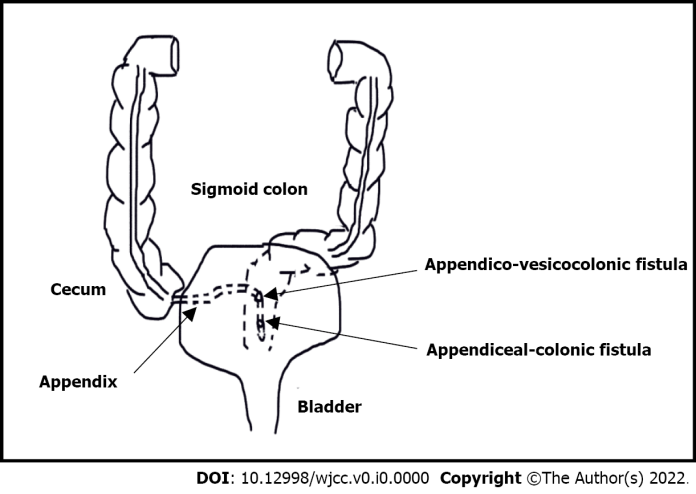 Sigmoid colon
Appendico-vesicocolonic fistula
Cecum
Appendiceal-colonic fistula
Appendix
Bladder
DOI: 10.12998/wjcc.v0.i0.0000 Copyright ©The Author(s) 2022.